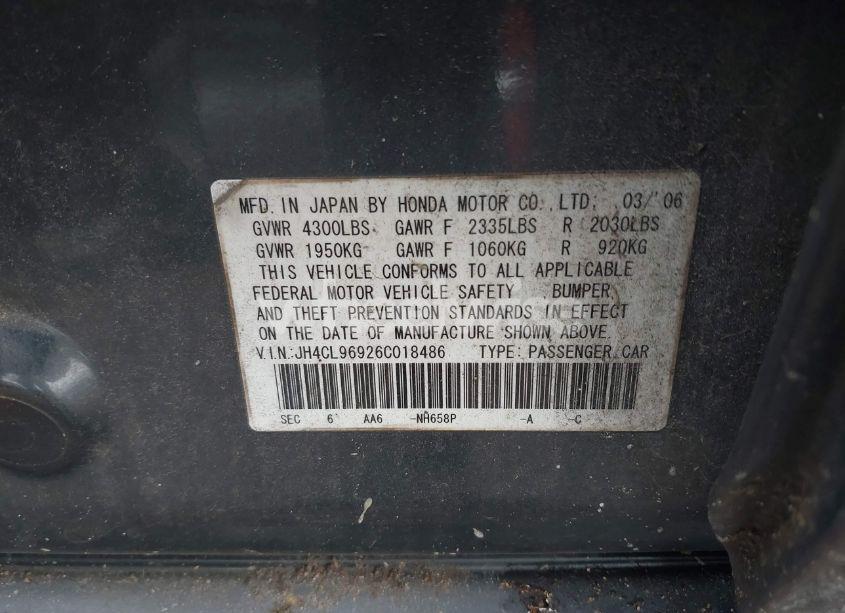 MFD. IN JAPAN BY HONDA MOTOR CO., LTD; 03/'06
GVWR 4300LBS GAWR F 2335LBS R 2030LBS
GVWR 1950KG GAWR F 1060KG R 920KG
THIS VEHICLE CONFORMS TO ALL APPLICABLE
FEDERAL MOTOR VEHICLE SAFETY ,BUMPER,
AND THEFT PREVENTION STANDARDS IN EFFECT
ON THE DATE OF MANUFACTURE SHOWN ABOVE.
V.I.N.:JH4CL96926C018486 TYPE: PASSENGER CAR
SEC 6 AA6 -NH658P -A -C